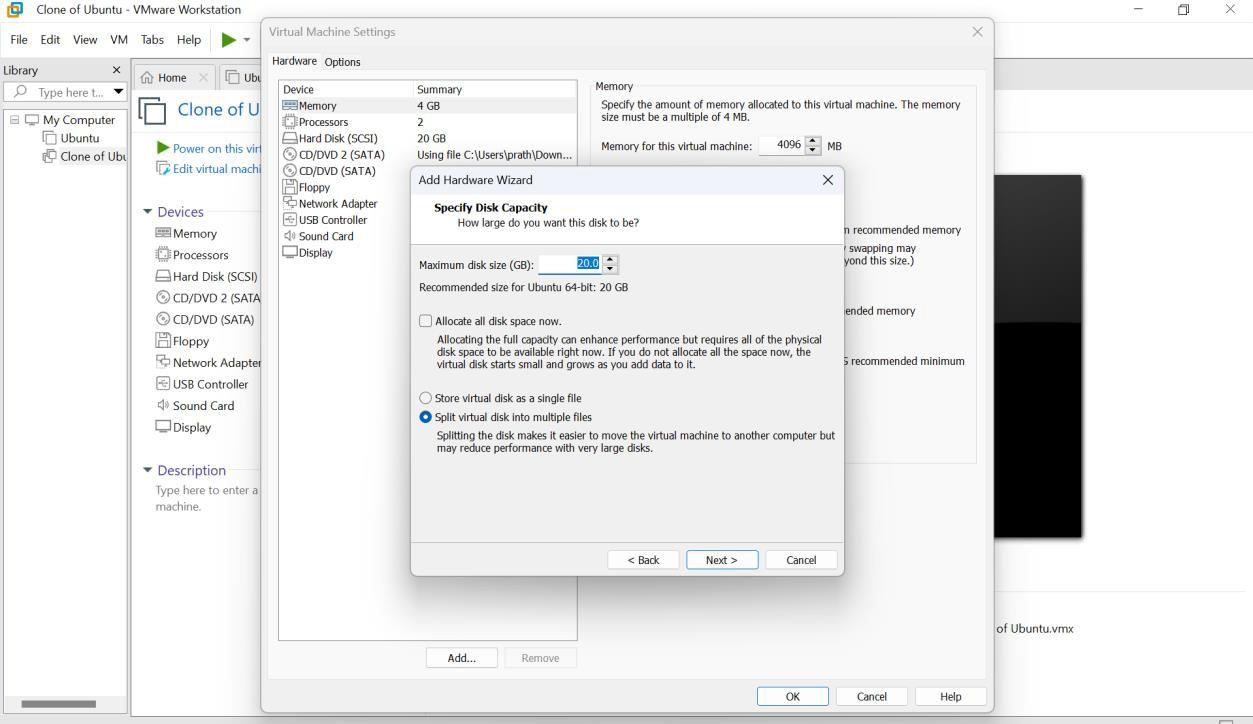 Clone of Ubuntu - VMware Workstation
File Edit View VM Tabs Help
Library
Type here t...
My Computer
Ubuntu
Clone of Ubu
Home
Ubu
Clone of U
Power on this virt
Edit virtual machi
Devices
Memory
Processors
Hard Disk (SCSI)
CD/DVD 2 (SATA
CD/DVD (SATA)
Floppy
Network Adapter
USB Controller
Sound Card
Display
Description
Type here to enter a
machine.
Virtual Machine Settings
Hardware Options
Device Summary
Memory 4 GB
Processors 2
Hard Disk (SCSI) 20 GB
CD/DVD 2 (SATA) Using file C:\Users\prath\Down...
CD/DVD (SATA)
Floppy
Network Adapter
USB Controller
Sound Card
Display
Add... Remove
Memory
Specify the amount of memory allocated to this virtual machine. The memory
size must be a multiple of 4 MB.
Memory for this virtual machine: 4096 MB
recommended memory
swapping may
yond this size.)
ended memory
recommended minimum
Add Hardware Wizard
Specify Disk Capacity
How large do you want this disk to be?
Maximum disk size (GB): 20.0
Recommended size for Ubuntu 64-bit: 20 GB
Allocate all disk space now.
Allocating the full capacity can enhance performance but requires all of the physical
disk space to be available right now. If you do not allocate all the space now, the
virtual disk starts small and grows as you add data to it.
Store virtual disk as a single file
Split virtual disk into multiple files
Splitting the disk makes it easier to move the virtual machine to another computer but
may reduce performance with very large disks.
< Back Next > Cancel
OK Cancel Help
of Ubuntu.vmx